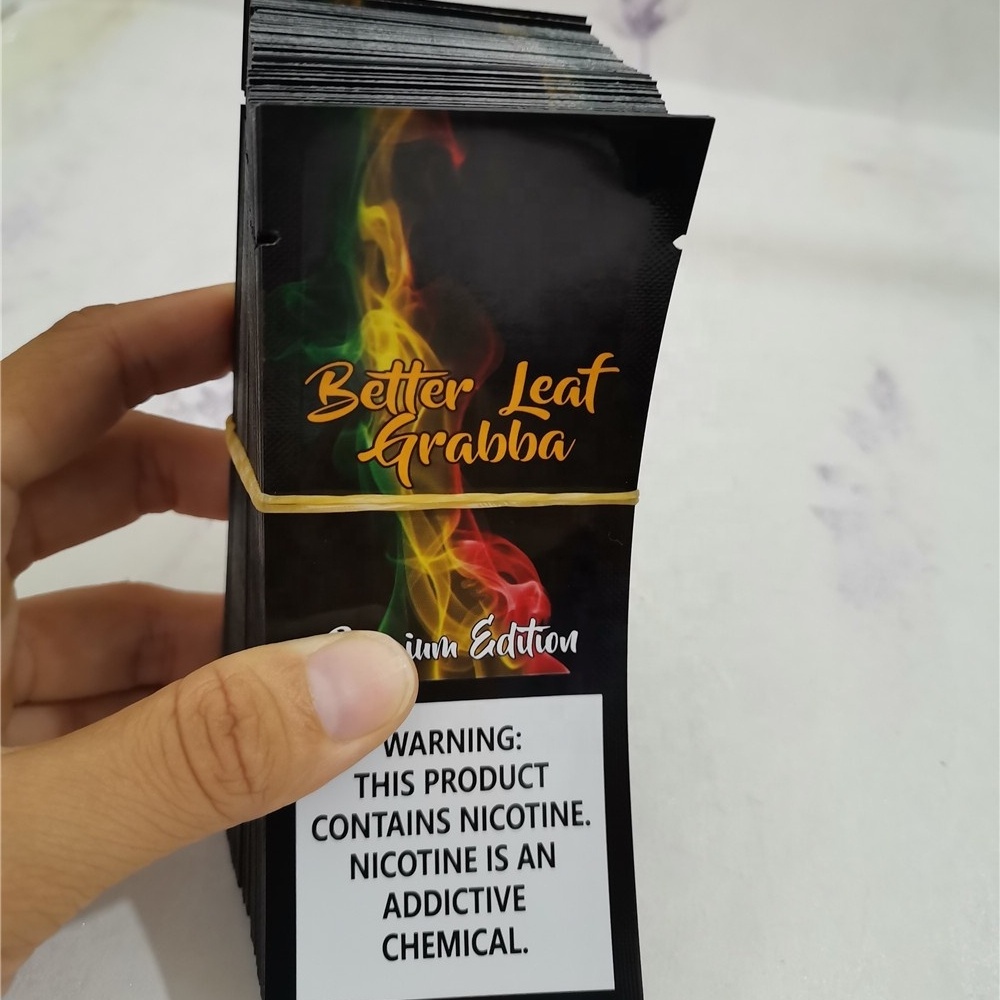 Better Leaf
Grabba
Edition
WARNING:
THIS PRODUCT
CONTAINS NICOTINE.
NICOTINE IS AN
ADDICTIVE
CHEMICAL.